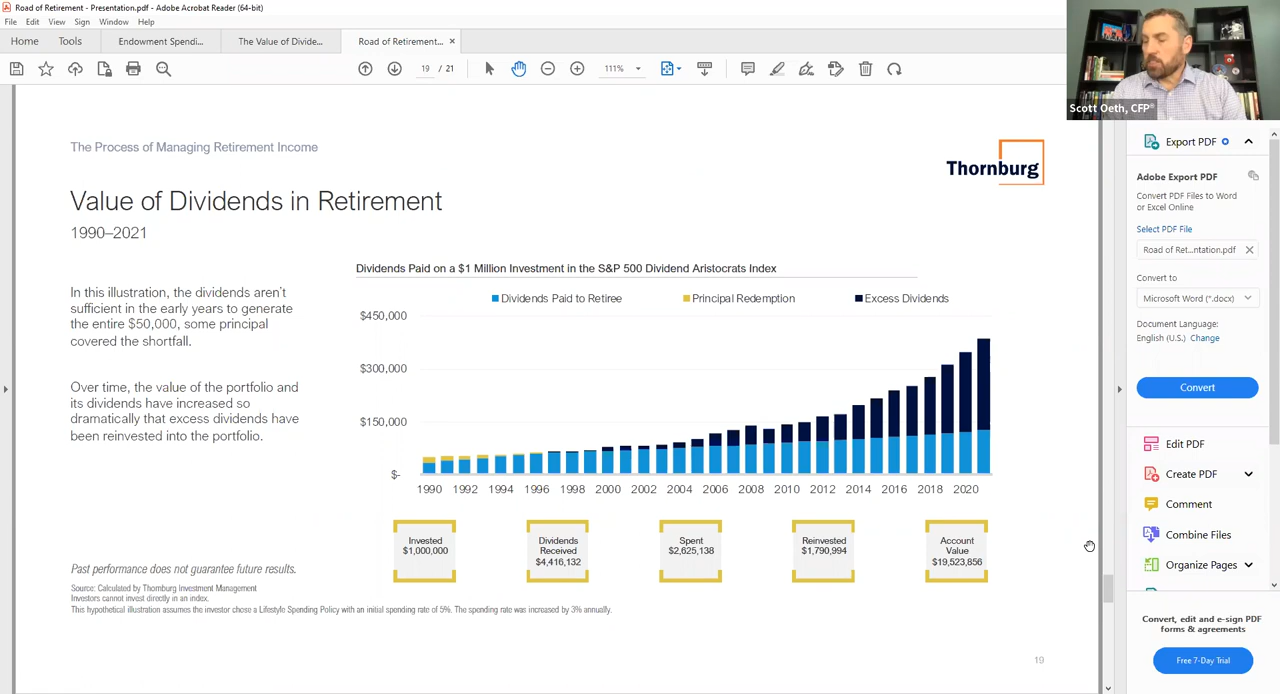 Road of Retirement - Presentation.pdf - Adobe Acrobat Reader (64-bit)
File Edit View Sign Window Help
Home Tools Endowment Spendi... The Value of Divide... Road of Retirement... ×
19 / 21 111%
Scott Oeth, CFP®
The Process of Managing Retirement Income
Thornburg
Value of Dividends in Retirement
1990–2021
In this illustration, the dividends aren't
sufficient in the early years to generate
the entire $50,000, some principal
covered the shortfall.
Over time, the value of the portfolio and
its dividends have increased so
dramatically that excess dividends have
been reinvested into the portfolio.
Dividends Paid on a $1 Million Investment in the S&P 500 Dividend Aristocrats Index
Dividends Paid to Retiree Principal Redemption Excess Dividends
$450,000
$300,000
$150,000
$-
1990 1992 1994 1996 1998 2000 2002 2004 2006 2008 2010 2012 2014 2016 2018 2020
Invested
$1,000,000
Dividends
Received
$4,416,132
Spent
$2,625,138
Reinvested
$1,790,994
Account
Value
$19,523,856
Past performance does not guarantee future results.
Source: Calculated by Thornburg Investment Management
Investors cannot invest directly in an index.
This hypothetical illustration assumes the investor chose a Lifestyle Spending Policy with an initial spending rate of 5%. The spending rate was increased by 3% annually.
19
Export PDF
Adobe Export PDF
Convert PDF Files to Word
or Excel Online
Select PDF File
Road of Ret...ntation.pdf
Convert to
Microsoft Word (*.docx)
Document Language:
English (U.S.) Change
Convert
Edit PDF
Create PDF
Comment
Combine Files
Organize Pages
Convert, edit and e-sign PDF
forms & agreements
Free 7-Day Trial